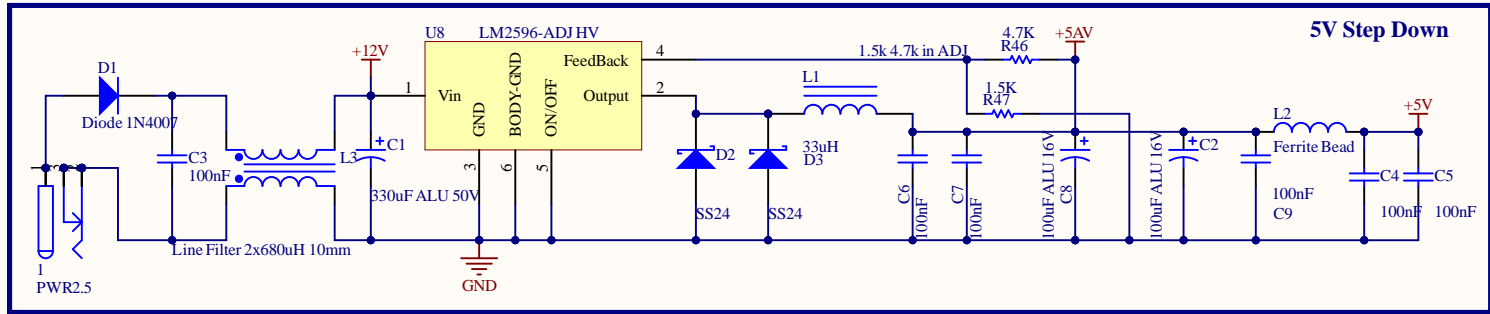 5V Step Down
U8
LM2596-ADJ HV
4.7K
+5AV
R46
+12V
1.5k 4.7k in ADJ
FeedBack
4
D1
L1
1.5K
R47
1
Vin
Output
2
GND
BODY-GND
ON/OFF
+5V
L2
Diode 1N4007
Ferrite Bead
C3
100nF
L3
C1
330uF ALU 50V
3
6
5
D2
SS24
33uH
D3
SS24
C6
100nF
C7
100nF
100uF ALU 16V
C8
100uF ALU 16V
C2
100nF
C9
C4
100nF
C5
100nF
Line Filter 2x680uH 10mm
1
PWR2.5
GND